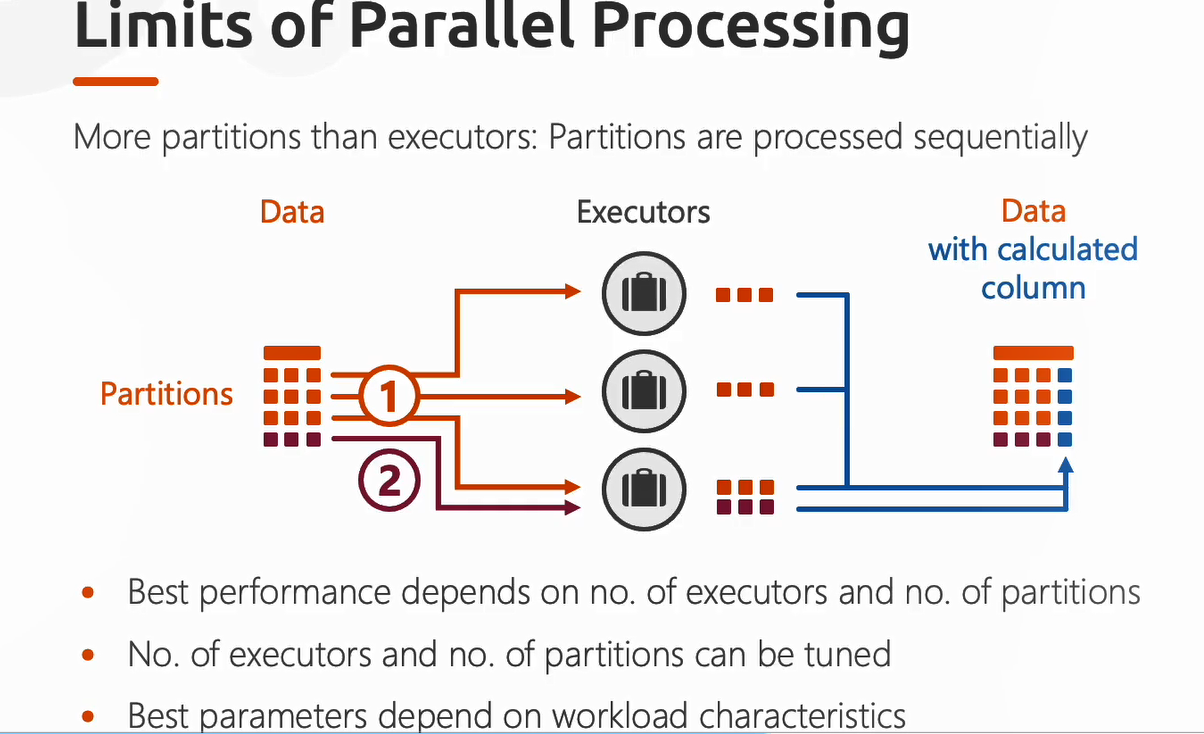 Limits of Parallel Processing
More partitions than executors: Partitions are processed sequentially
Data
Executors
Data
with calculated
column
Partitions
1
2
• Best performance depends on no. of executors and no. of partitions
• No. of executors and no. of partitions can be tuned
• Best parameters depend on workload characteristics